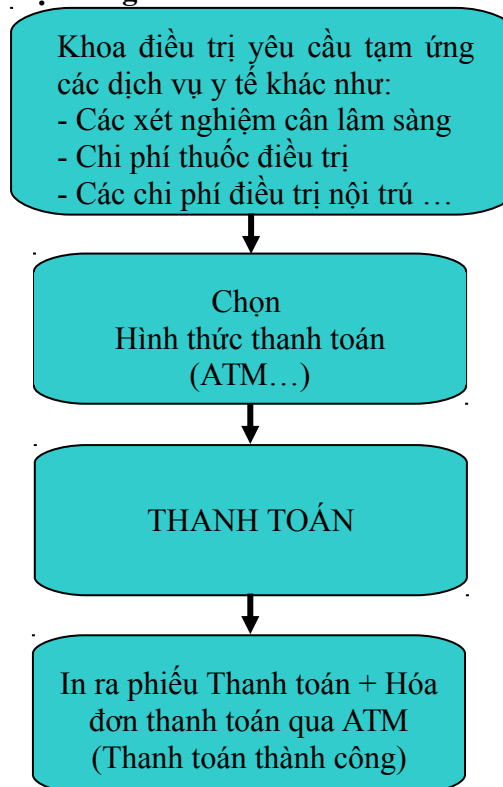 Khoa điều trị yêu cầu tạm ứng
các dịch vụ y tế khác như:
- Các xét nghiệm cân lâm sàng
- Chi phí thuốc điều trị
- Các chi phí điều trị nội trú …
Chọn
Hình thức thanh toán
(ATM…)
THANH TOÁN
In ra phiếu Thanh toán + Hóa
đơn thanh toán qua ATM
(Thanh toán thành công)